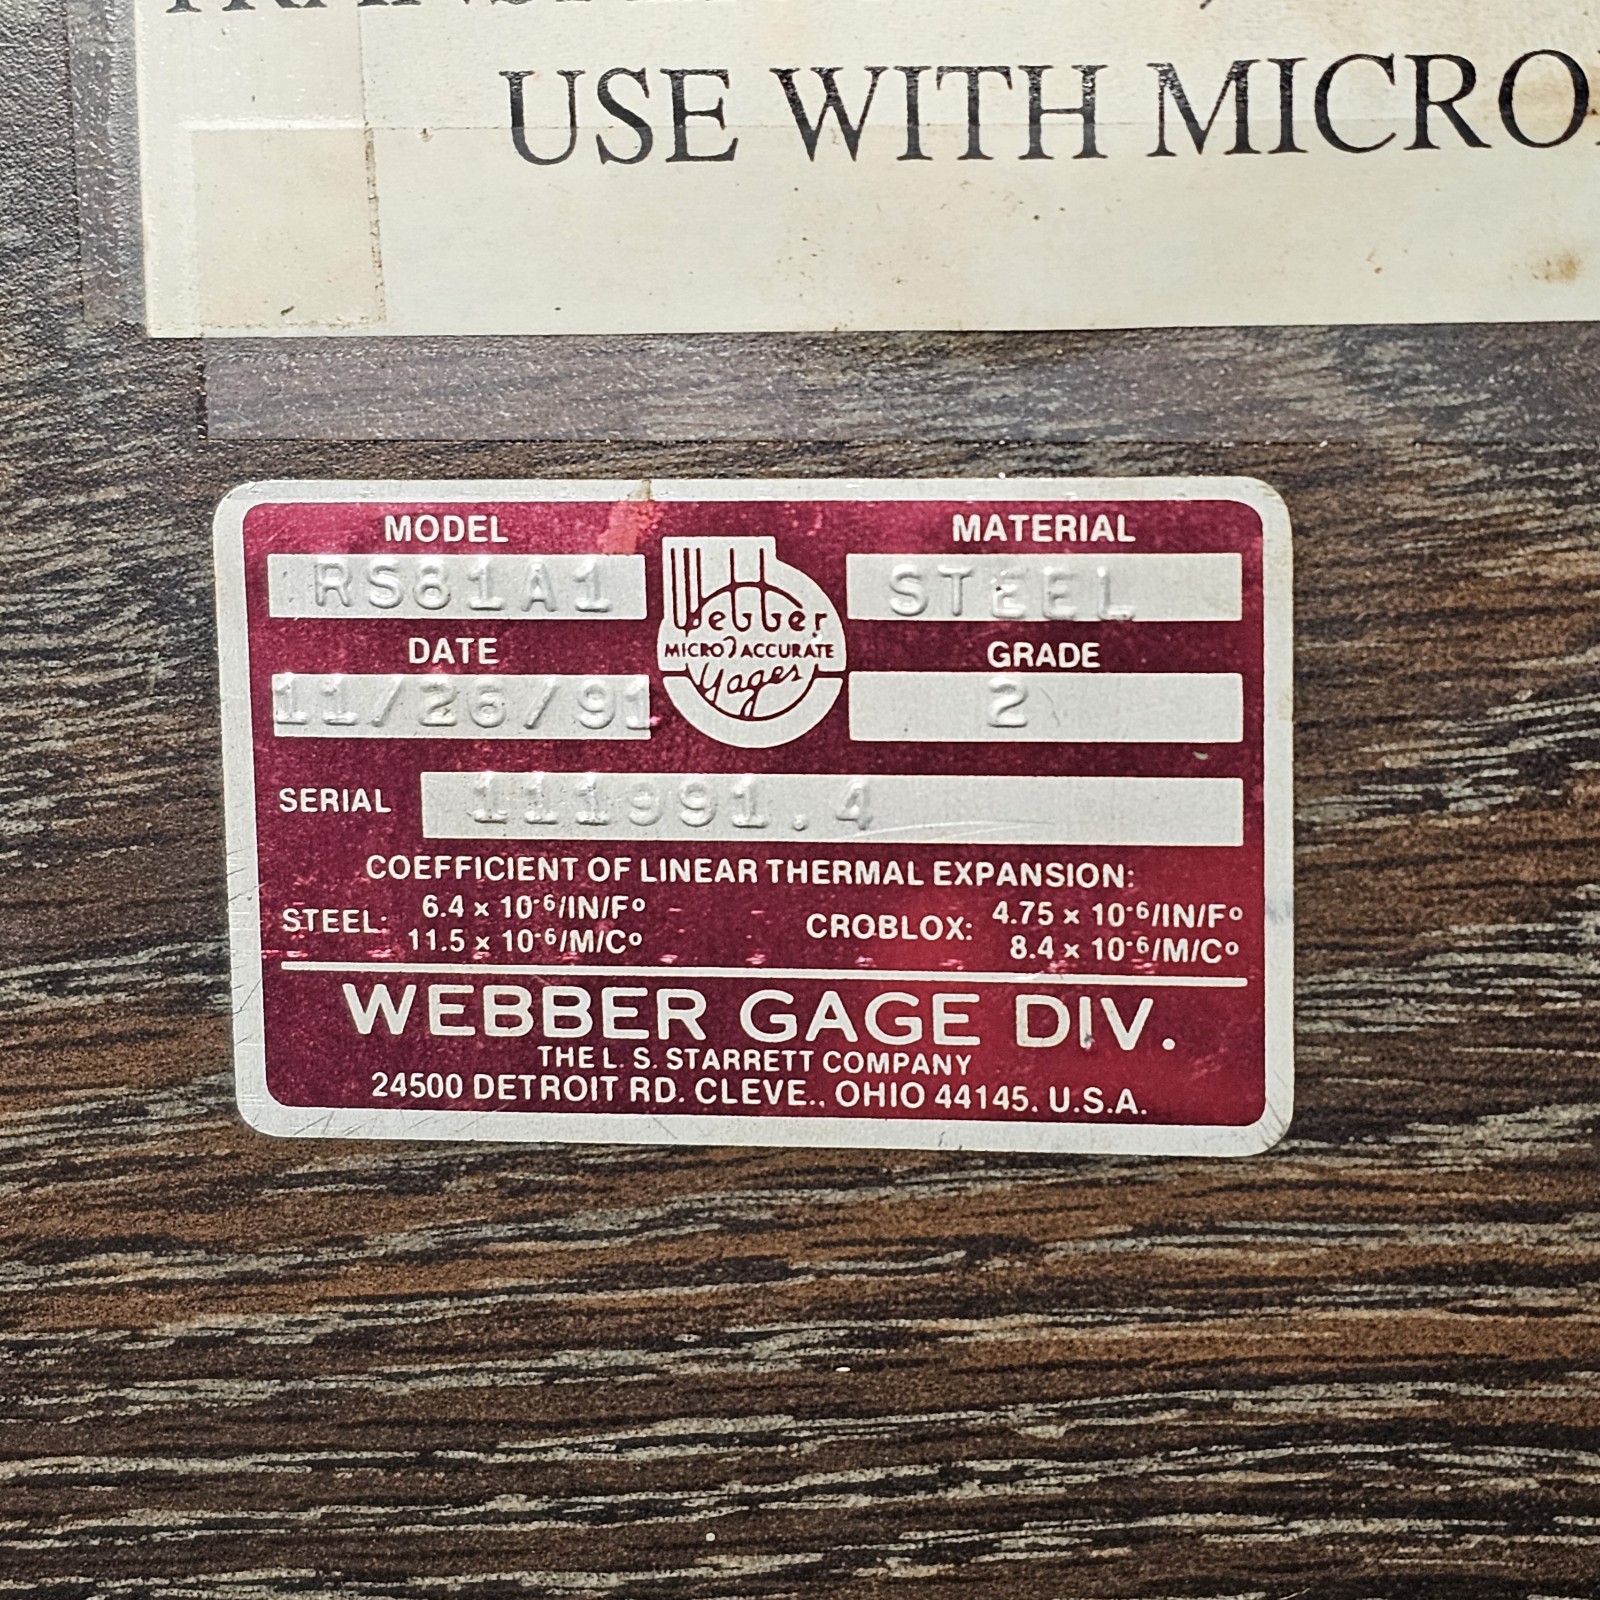 USE WITH MICRO
MODEL
RS81A1
MATERIAL
STEEL
Webber
MICRO ACCURATE
Gages
DATE
11/26/91
GRADE
2
SERIAL 111991.4
COEFFICIENT OF LINEAR THERMAL EXPANSION:
STEEL: 6.4 x 10-6/IN/F°
11.5 x 10-6/M/C°
CROBLOX: 4.75 x 10-6/IN/F°
8.4 x 10-6/M/C°
WEBBER GAGE DIV.
THE L. S. STARRETT COMPANY
24500 DETROIT RD. CLEVE., OHIO 44145. U.S.A.